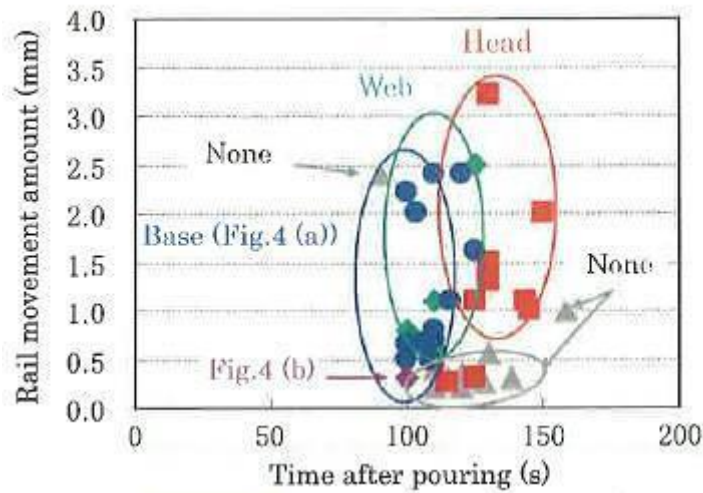 4.0
3.5
3.0
2.5
2.0
1.5
1.0
0.5
0.0
Rail movement amount (mm)
Head
Web
None
Base (Fig.4 (a))
None
Fig.4 (b)
0
50
100
150
200
Time after pouring (s)